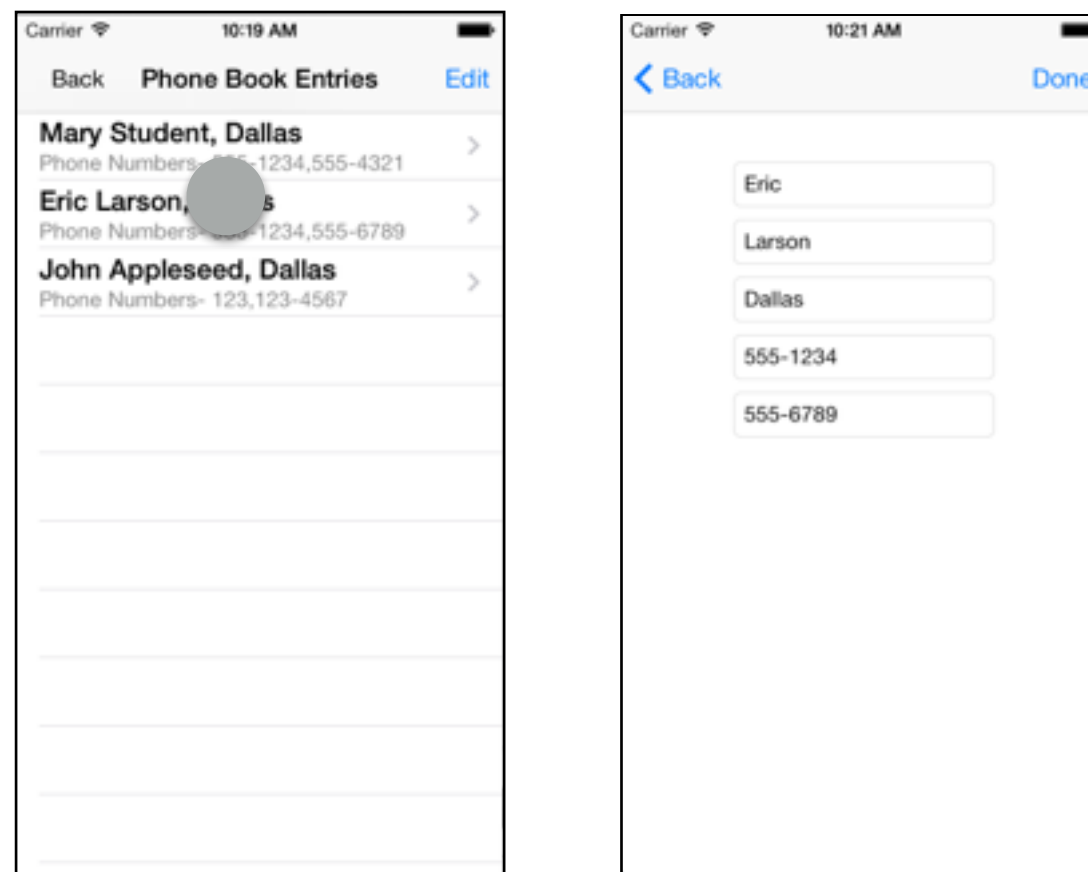 Carrier 10:19 AM
Back Phone Book Entries Edit
Mary Student, Dallas
Phone Numbers- 555-1234,555-4321
Eric Larson,
Phone Numbers- 1234,555-6789
John Appleseed, Dallas
Phone Numbers- 123,123-4567
Carrier 10:21 AM
Back Done
Eric
Larson
Dallas
555-1234
555-6789